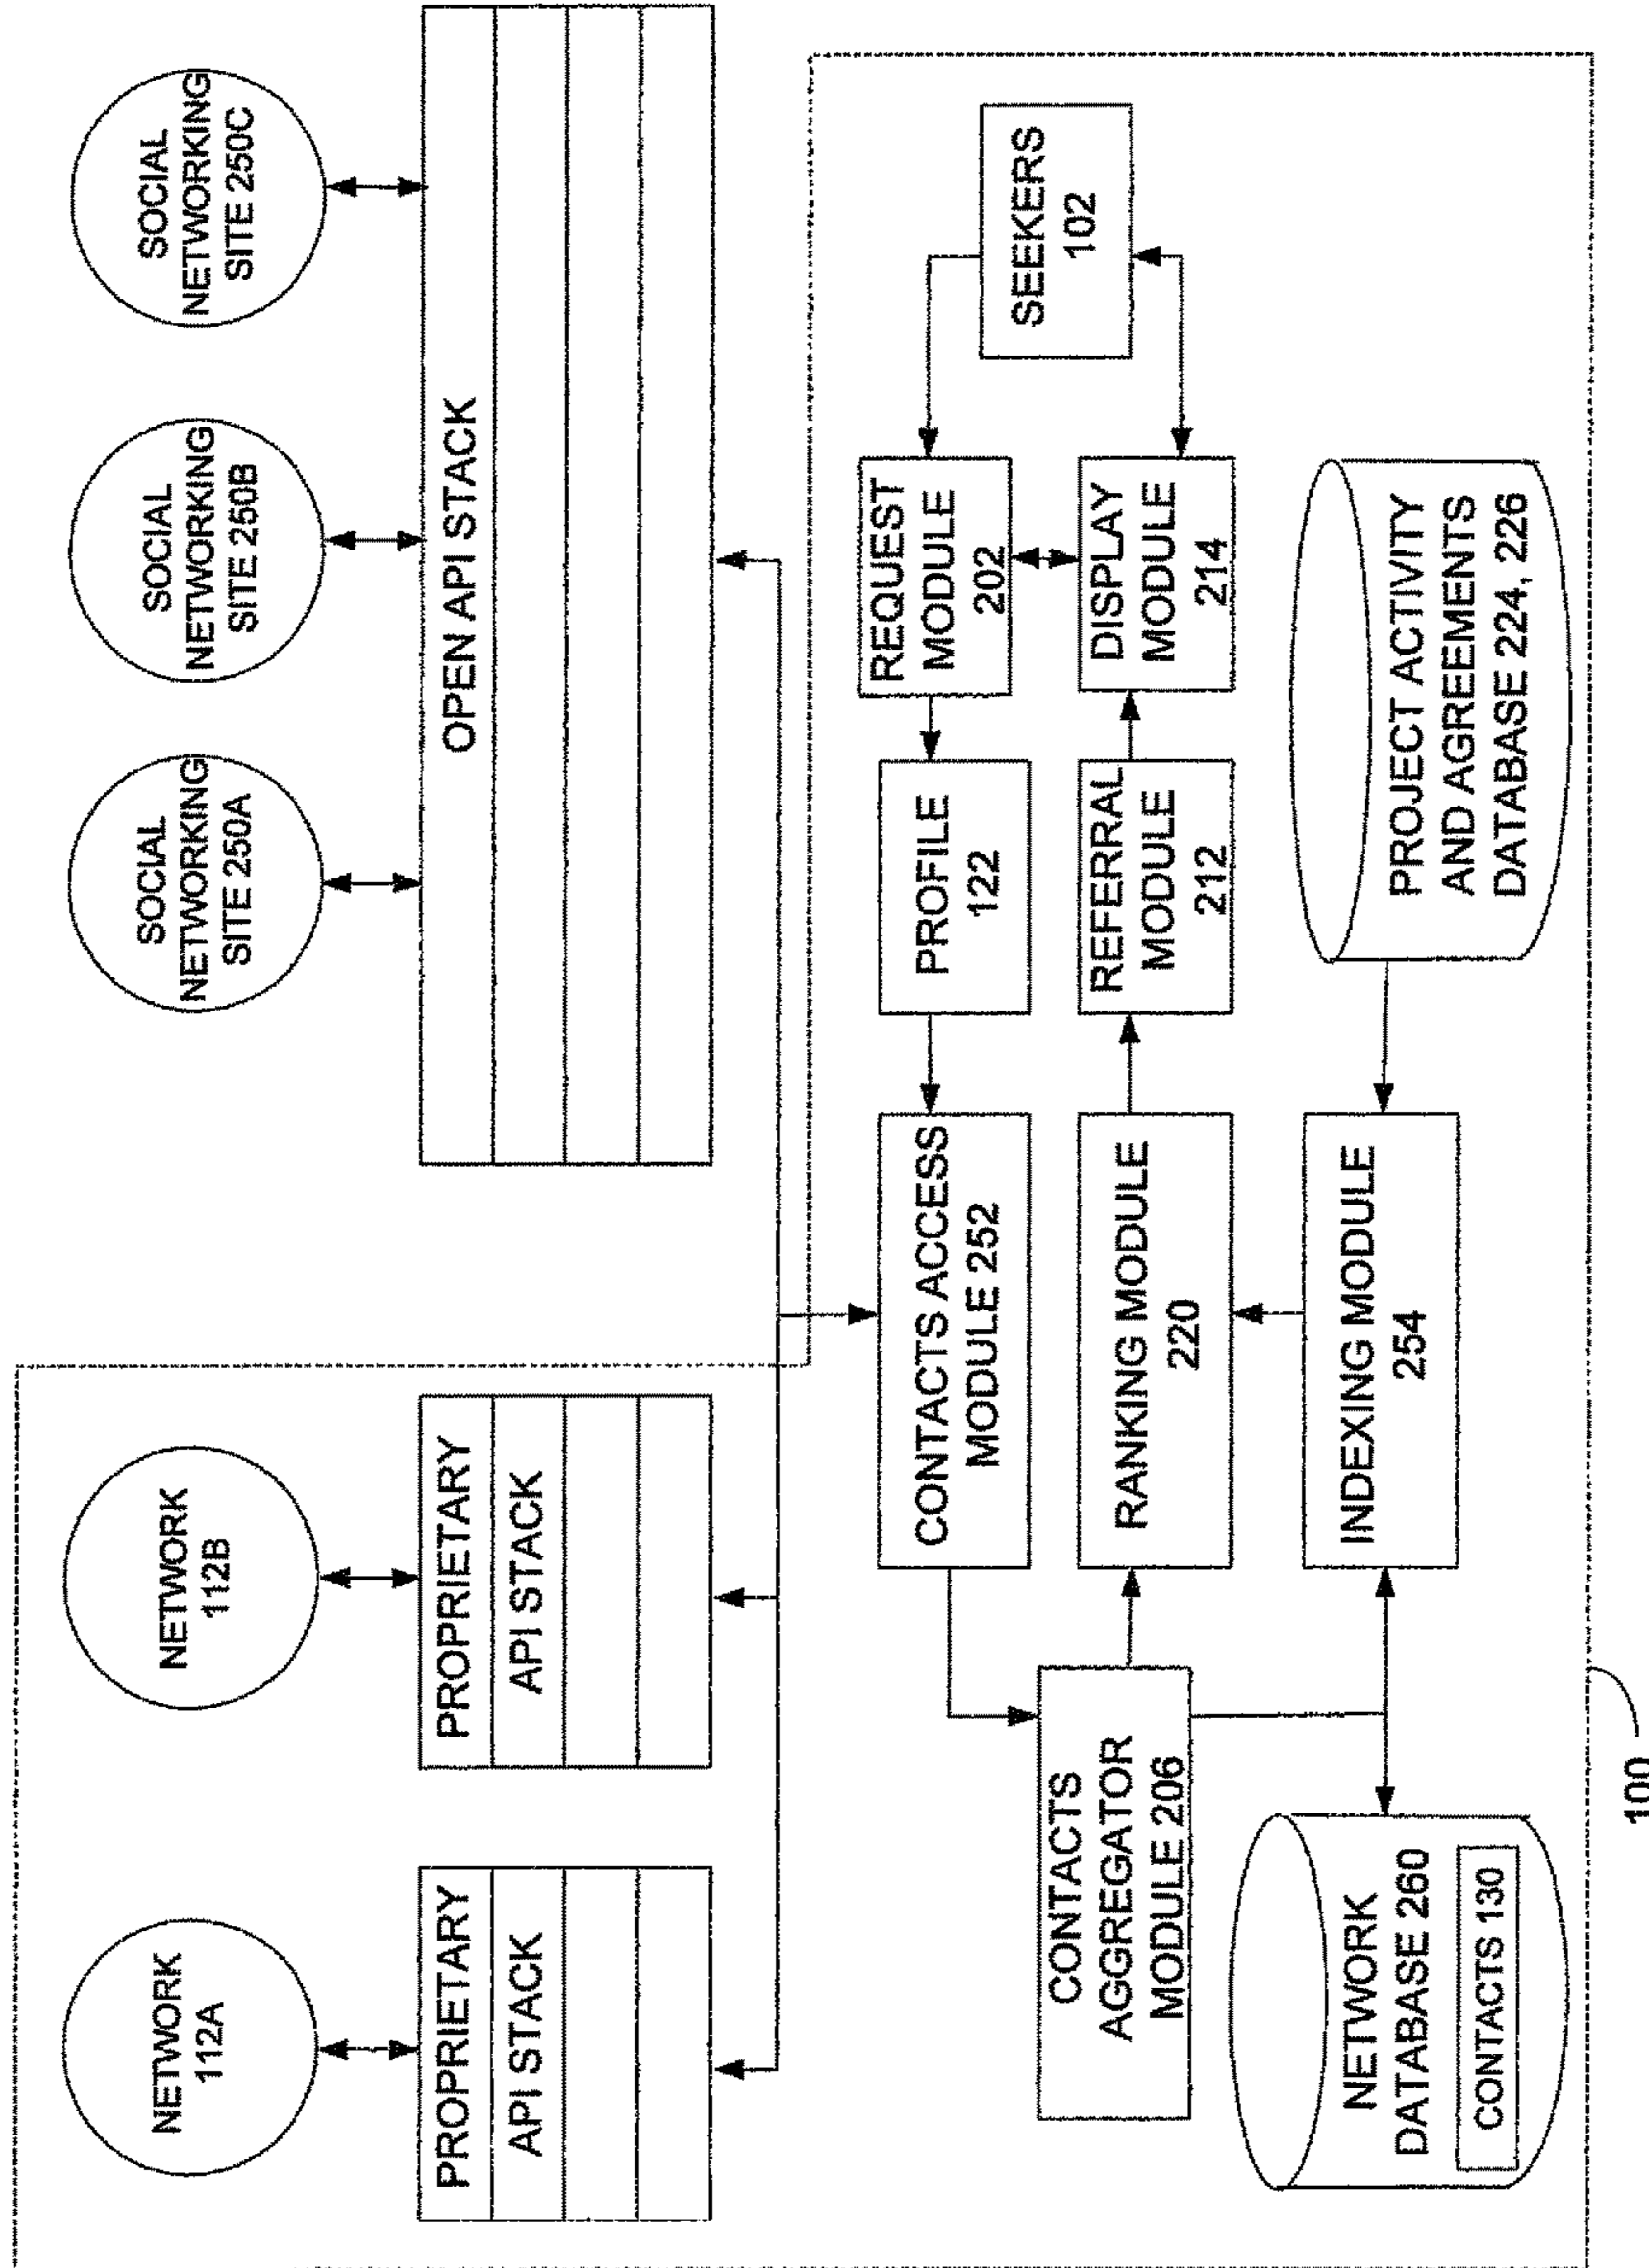 NETWORK
112A
NETWORK
112B
SOCIAL
NETWORKING
SITE 250A
SOCIAL
NETWORKING
SITE 250B
SOCIAL
NETWORKING
SITE 250C
PROPRIETARY
API STACK
PROPRIETARY
API STACK
OPEN API STACK
CONTACTS ACCESS
MODULE 252
PROFILE
122
REQUEST
MODULE
202
SEEKERS
102
CONTACTS
AGGREGATOR
MODULE 206
RANKING MODULE
220
REFERRAL
MODULE
212
DISPLAY
MODULE
214
NETWORK
DATABASE 260
CONTACTS 130
INDEXING MODULE
254
PROJECT ACTIVITY
AND AGREEMENTS
DATABASE 224, 226
100